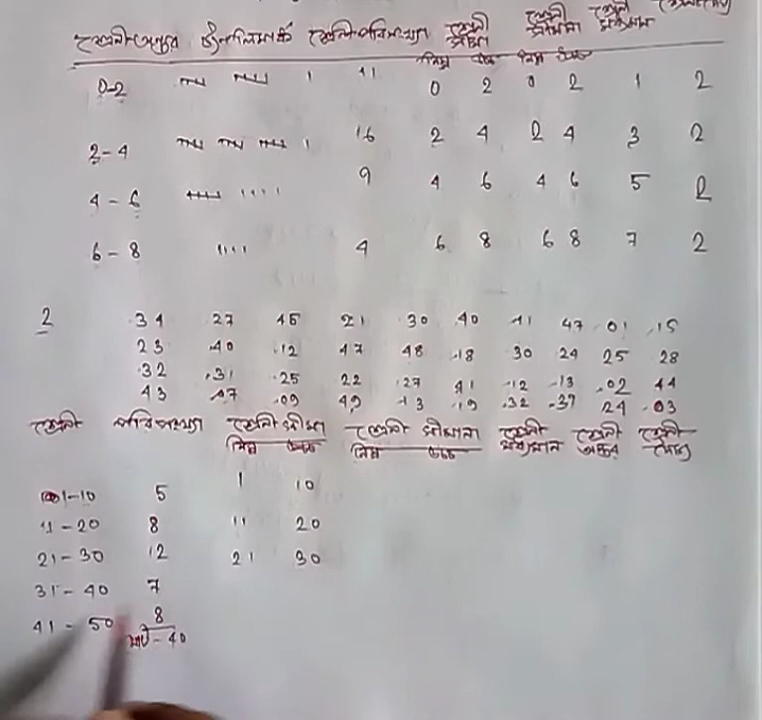 শ্রেণী অন্তর ট্যালিমার্ক শ্রেণী পরিসংখ্যা শ্রেণী সীমা শ্রেণী সীমানা শ্রেণী মধ্যমান
নিম্ন উচ্চ নিম্ন উচ্চ
0-2 11 0 2 0 2 1 2
2-4 16 2 4 2 4 3 2
4-6 9 4 6 4 6 5 2
6-8 4 6 8 6 8 7 2
2 34 27 45 21 30 40 41 47 01 15
23 40 12 47 48 18 30 24 25 28
32 31 25 22 27 41 12 13 02 44
43 47 09 49 13 19 32 37 24 03
শ্রেণী পরিসংখ্যা শ্রেণী সীমা শ্রেণী সীমানা শ্রেণী মধ্যমান শ্রেণী অন্তর শ্রেণী
নিম্ন উচ্চ নিম্ন উচ্চ
1-10 5 1 10
11-20 8 11 20
21-30 12 21 30
31-40 7
41-50 8
মোট - 40